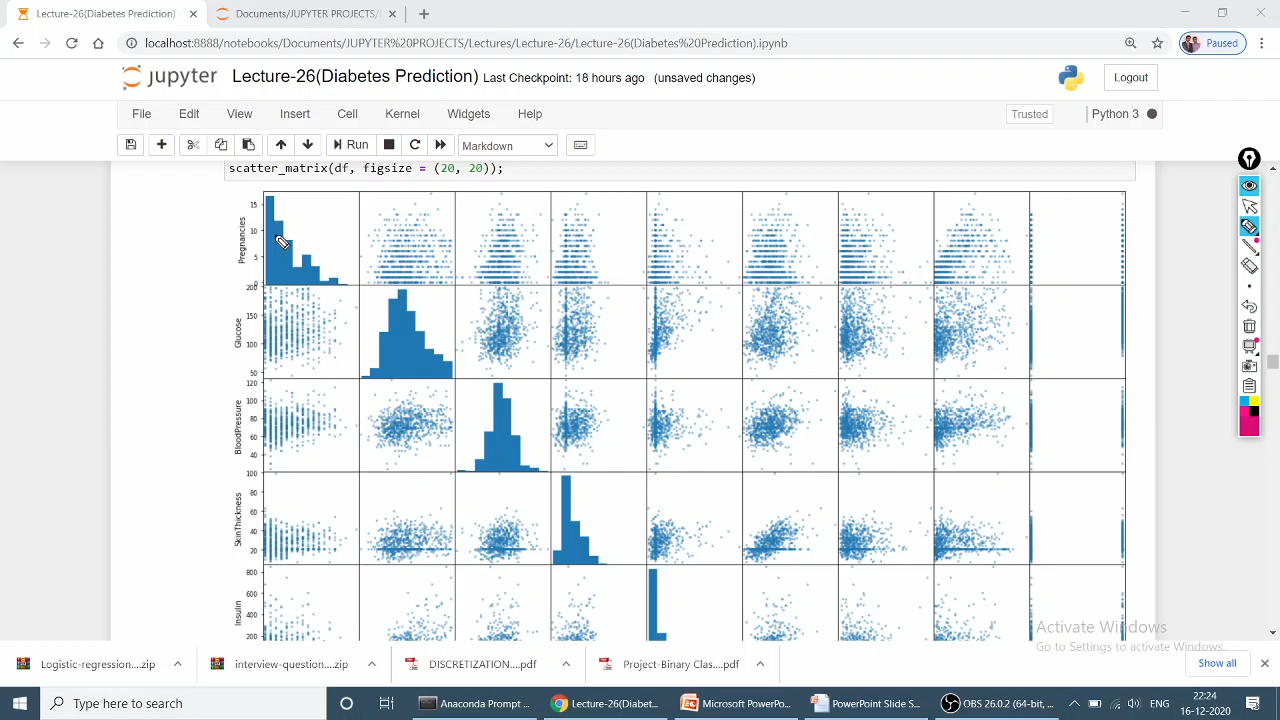 Lecture-26(Diabetes Prediction)
Documents/JUPYTER PROJECTS/
localhost:8888/notebooks/Documents/JUPYTER%20PROJECTS/Lectures/Lecture-26/Lecture-26(Diabetes%20Prediction).ipynb
Paused
jupyter Lecture-26(Diabetes Prediction) Last Checkpoint: 18 hours ago (unsaved changes)
Logout
File Edit View Insert Cell Kernel Widgets Help
Trusted
Python 3
Run
Markdown
scatter_matrix(df, figsize = (20, 20));
15
Glucose
150
100
50
BloodPressure
120
100
80
60
40
SkinThickness
100
80
60
40
20
Insulin
800
600
400
200
Activate Windows
Go to Settings to activate Windows.
Logistic-regression....zip
interview-question....zip
DISCRETIZATION....pdf
Project-Binary Clas....pdf
Show all
Type here to search
Anaconda Prompt ...
Lecture-26(Diabet...
Microsoft PowerPo...
PowerPoint Slide S...
OBS 26.0.2 (64-bit, ...
ENG
22:24
16-12-2020